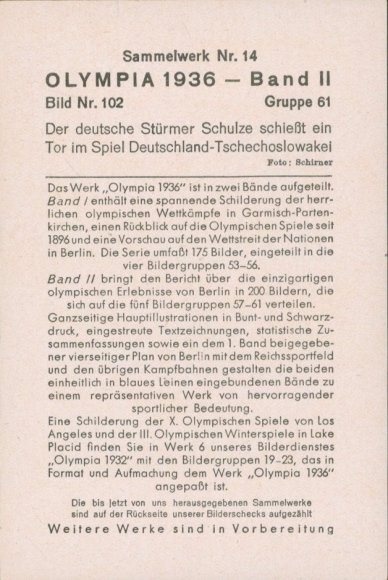 Sammelwerk Nr. 14
OLYMPIA 1936 — Band II
Bild Nr. 102 Gruppe 61
Der deutsche Stürmer Schulze schießt ein
Tor im Spiel Deutschland-Tschechoslowakei
Foto: Schirner
Das Werk „Olympia 1936" ist in zwei Bände aufgeteilt.
Band I enthält eine spannende Schilderung der herr-
lichen olympischen Wettkämpfe in Garmisch-Parten-
kirchen, einen Rückblick auf die Olympischen Spiele seit
1896 und eine Vorschau auf den Wettstreit der Nationen
in Berlin. Die Serie umfaßt 175 Bilder, eingeteilt in die
vier Bildergruppen 53–56.
Band II bringt den Bericht über die einzigartigen
olympischen Erlebnisse von Berlin in 200 Bildern, die
sich auf die fünf Bildergruppen 57–61 verteilen.
Ganzseitige Hauptillustrationen in Bunt- und Schwarz-
druck, eingestreute Textzeichnungen, statistische Zu-
sammenfassungen sowie ein dem 1. Band beigegebe-
ner vierseitiger Plan von Berlin mit dem Reichssportfeld
und den übrigen Kampfbahnen gestalten die beiden
einheitlich in blaues Leinen eingebundenen Bände zu
einem repräsentativen Werk von hervorragender
sportlicher Bedeutung.
Eine Schilderung der X. Olympischen Spiele von Los
Angeles und der III. Olympischen Winterspiele in Lake
Placid finden Sie in Werk 6 unseres Bilderdienstes
„Olympia 1932" mit den Bildergruppen 19–23, das in
Format und Aufmachung dem Werk „Olympia 1936"
angepaßt ist.
Die bis jetzt von uns herausgegebenen Sammelwerke
sind auf der Rückseite unserer Bilderschecks aufgezählt
Weitere Werke sind in Vorbereitung